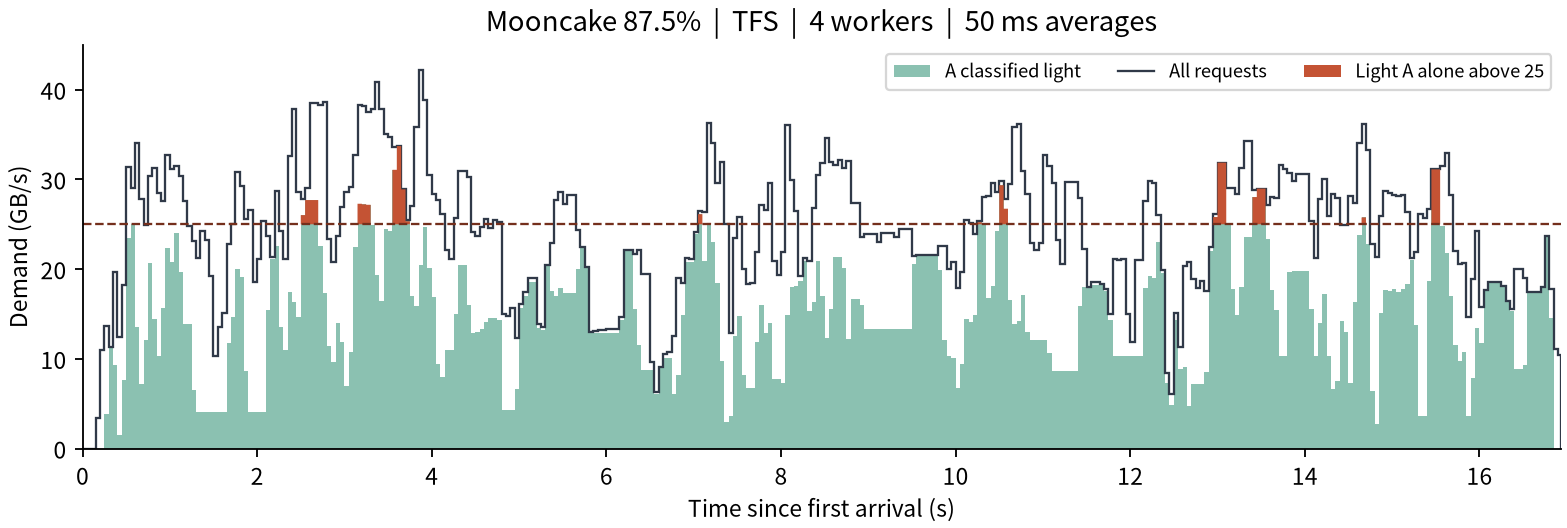 Mooncake 87.5% | TFS | 4 workers | 50 ms averages
A classified light
All requests
Light A alone above 25
Demand (GB/s)
40
30
20
10
0
0 2 4 6 8 10 12 14 16
Time since first arrival (s)